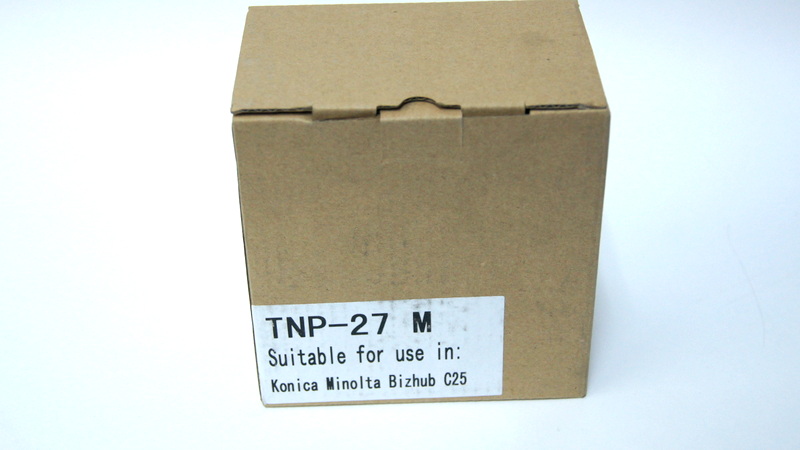 TNP-27 M
Suitable for use in:
Konica Minolta Bizhub C25